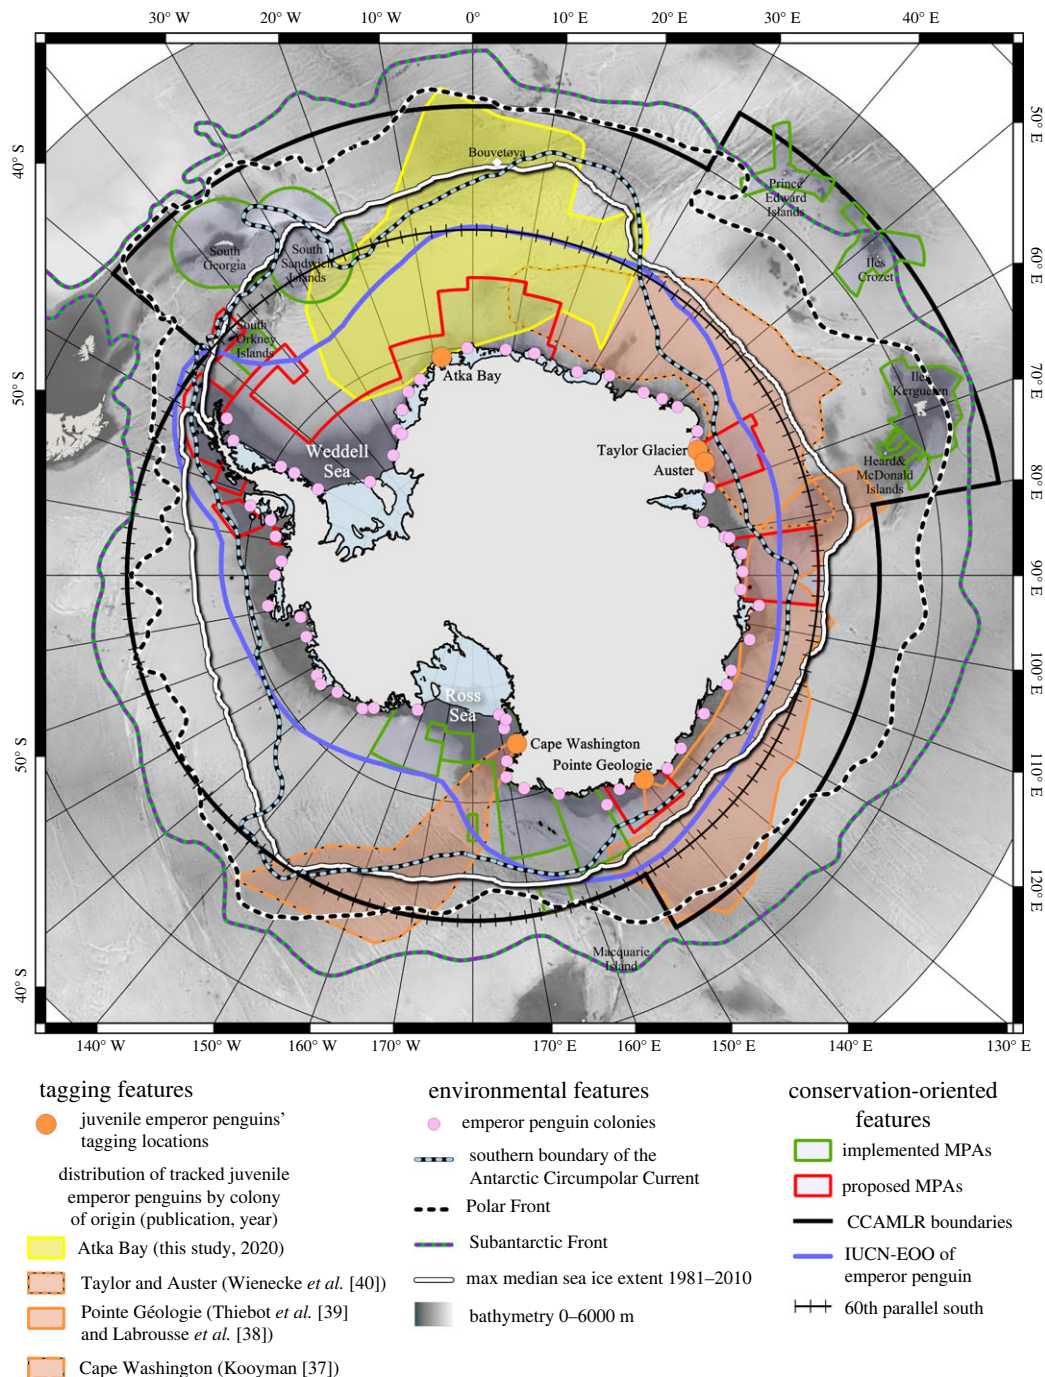 30° W
20° W
10° W
0°
10° E
20° E
30° E
40° E
40° S
50° S
50° S
40° S
50° E
60° E
70° E
80° E
90° E
100° E
110° E
120° E
Bouvetøya
Prince
Edward
Islands
Iles
Crozet
Iles
Kerguelen
Heard&
McDonald
Islands
South
Georgia
South
Sandwich
Islands
South
Orkney
Islands
Atka Bay
Weddell
Sea
Taylor Glacier
Auster
Ross
Sea
Cape Washington
Pointe Geologie
Macquarie
Island
140° W
150° W
160° W
170° W
170° E
160° E
150° E
140° E
130° E
tagging features
juvenile emperor penguins’
tagging locations
distribution of tracked juvenile
emperor penguins by colony
of origin (publication, year)
Atka Bay (this study, 2020)
Taylor and Auster (Wienecke et al. [40])
Pointe Géologie (Thiebot et al. [39]
and Labrousse et al. [38])
Cape Washington (Kooyman [37])
environmental features
emperor penguin colonies
southern boundary of the
Antarctic Circumpolar Current
Polar Front
Subantarctic Front
max median sea ice extent 1981–2010
bathymetry 0–6000 m
conservation-oriented
features
implemented MPAs
proposed MPAs
CCAMLR boundaries
IUCN-EOO of
emperor penguin
60th parallel south